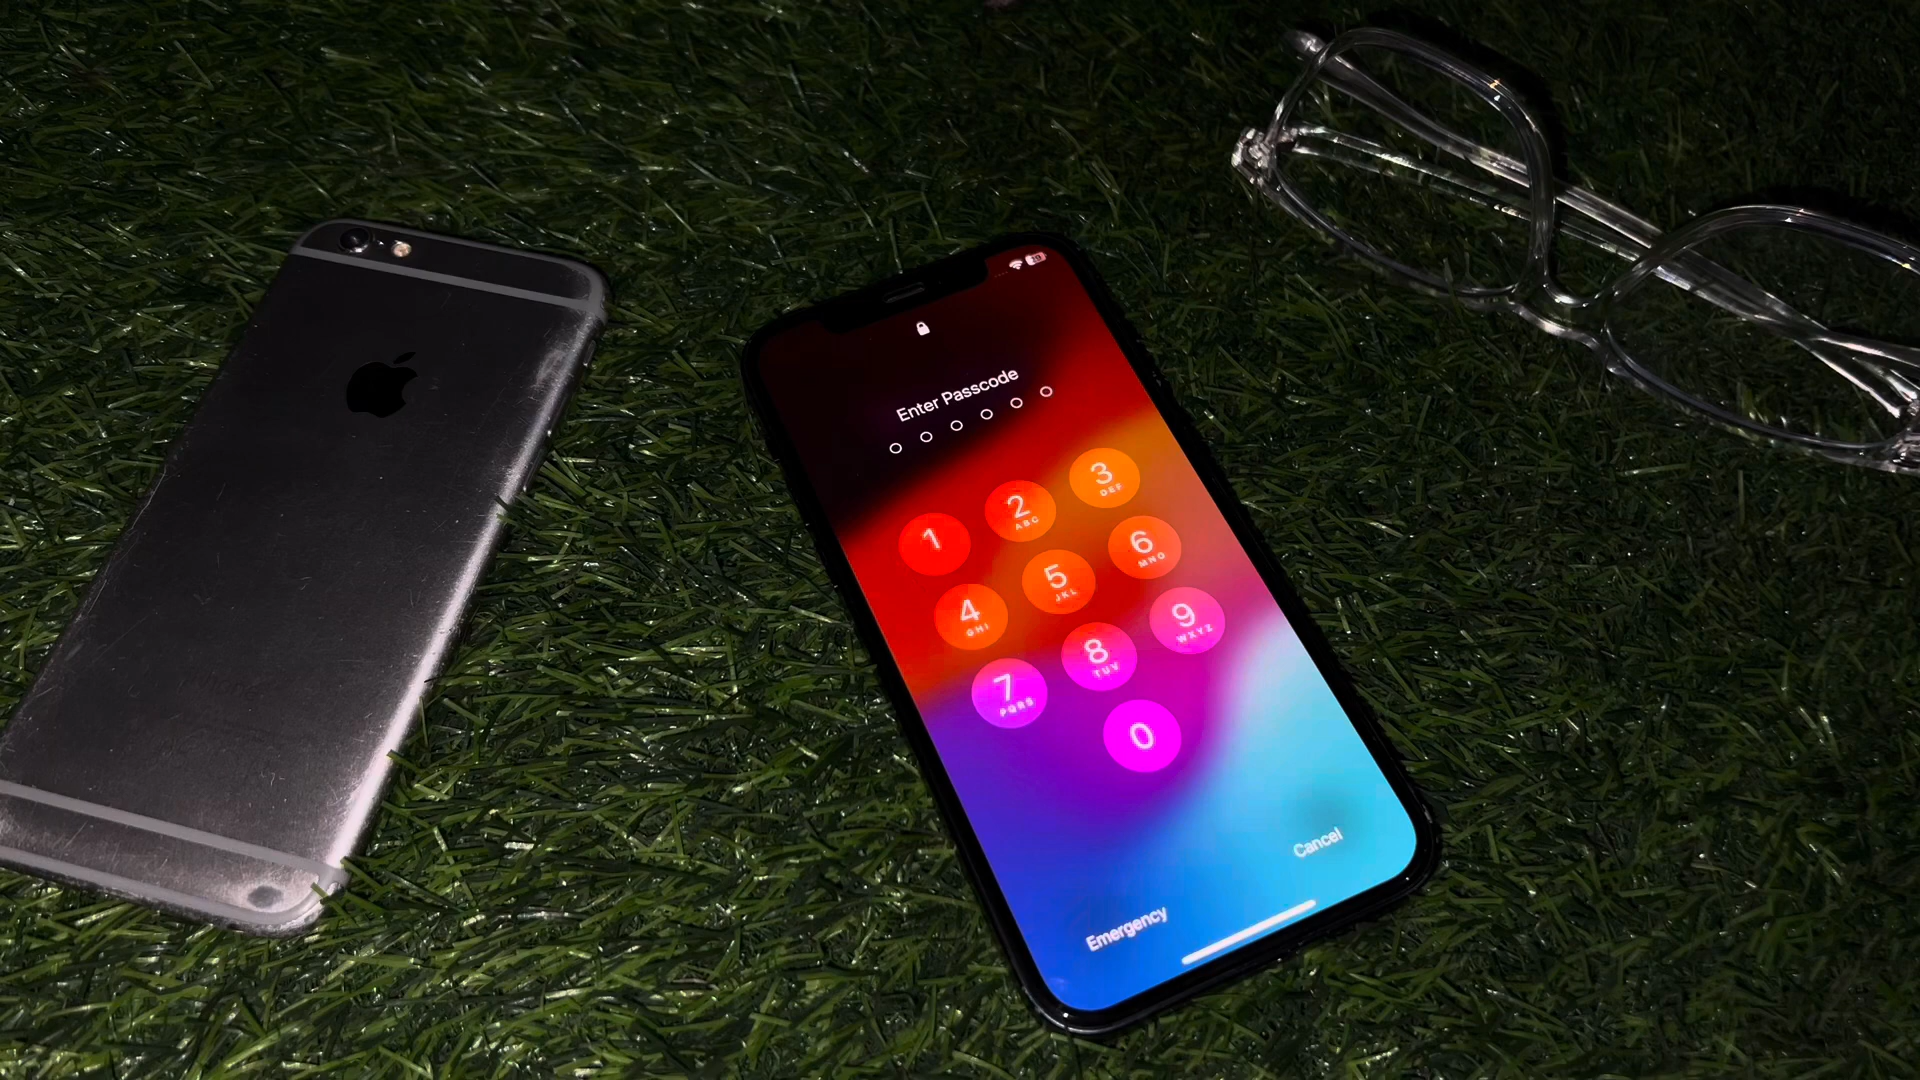 Enter Passcode
1
2
ABC
3
DEF
4
GHI
5
JKL
6
MNO
7
PQRS
8
TUV
9
WXYZ
0
Emergency
Cancel